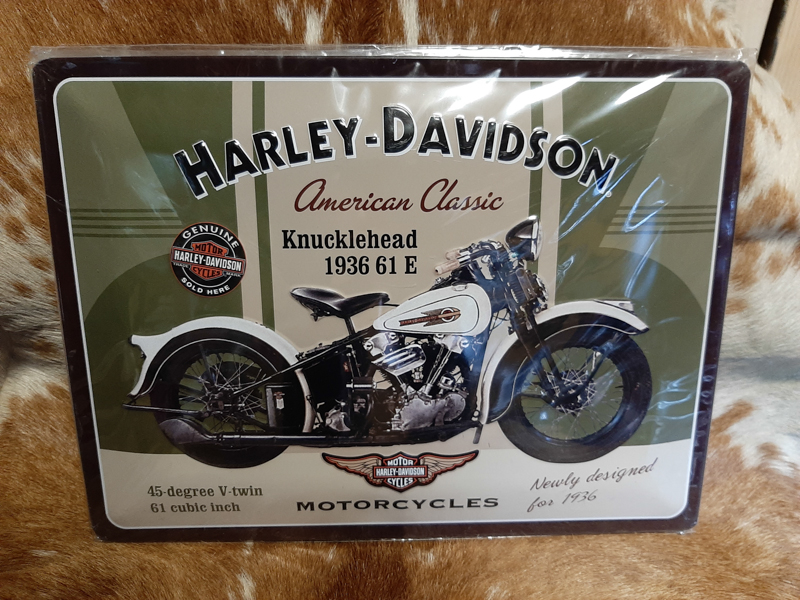 HARLEY-DAVIDSON
American Classic
Knucklehead
1936 61 E
GENUINE
MOTOR
HARLEY-DAVIDSON
CYCLES
SOLD HERE
MOTOR
HARLEY-DAVIDSON
CYCLES
MOTORCYCLES
45-degree V-twin
61 cubic inch
Newly designed
for 1936